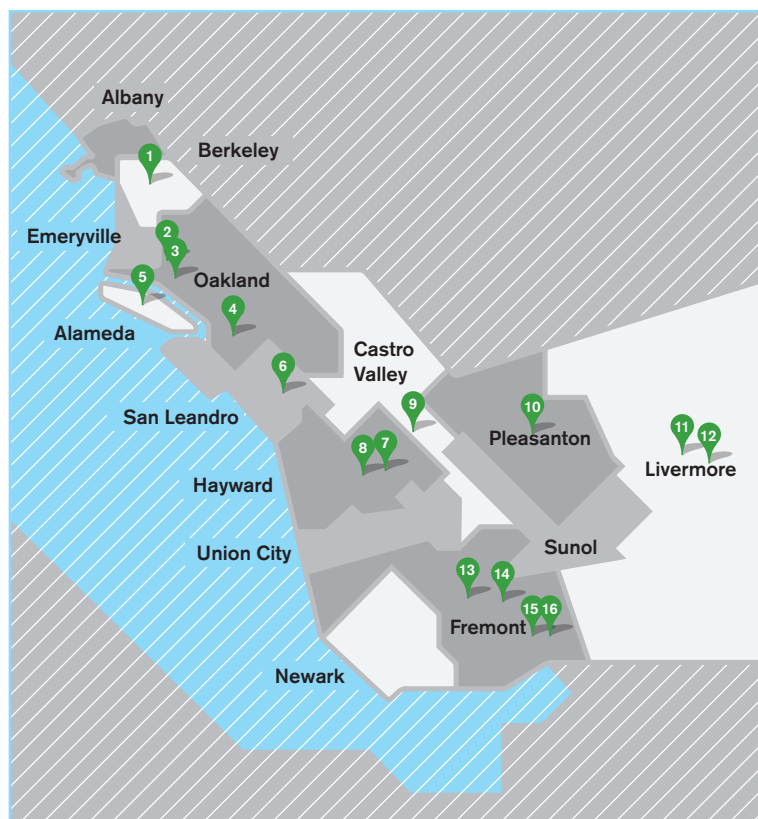 Albany
1
Berkeley
Emeryville
2
3
Oakland
5
4
Alameda
Castro
Valley
6
San Leandro
9
10
Pleasanton
8
7
11
12
Livermore
Hayward
Union City
Sunol
13
14
15
16
Fremont
Newark